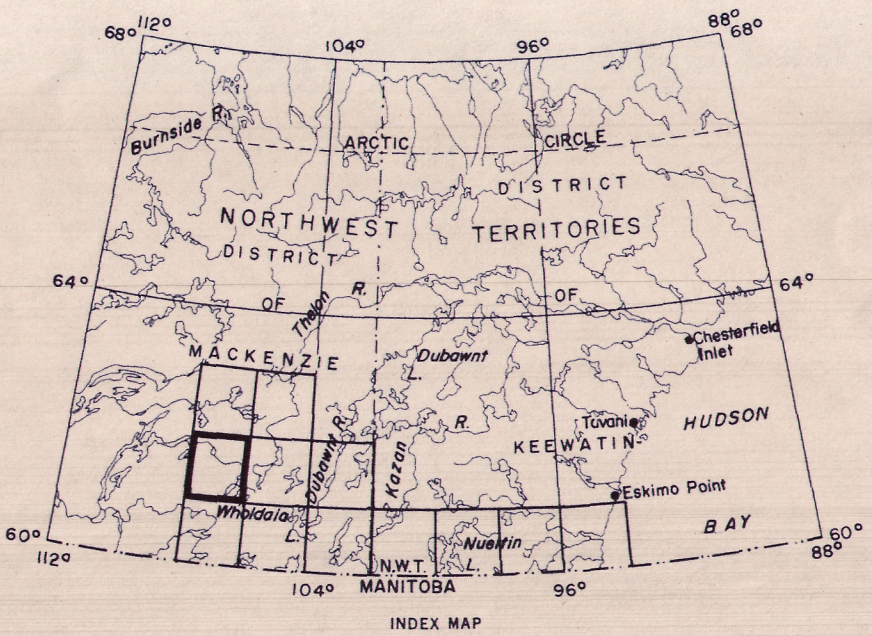 112°
68°
104°
96°
88°
68°
Burnside R.
ARCTIC CIRCLE
DISTRICT
NORTHWEST TERRITORIES
DISTRICT
64°
OF
Thelon R.
OF
64°
MACKENZIE
Dubawnt
L.
Chesterfield
Inlet
Dubawnt R.
Kazan R.
Tuvani
KEEWATIN
HUDSON
Eskimo Point
Wholdaia
L.
BAY
60°
112°
Nueltin
L.
N.W.T.
MANITOBA
104°
96°
60°
88°
INDEX MAP